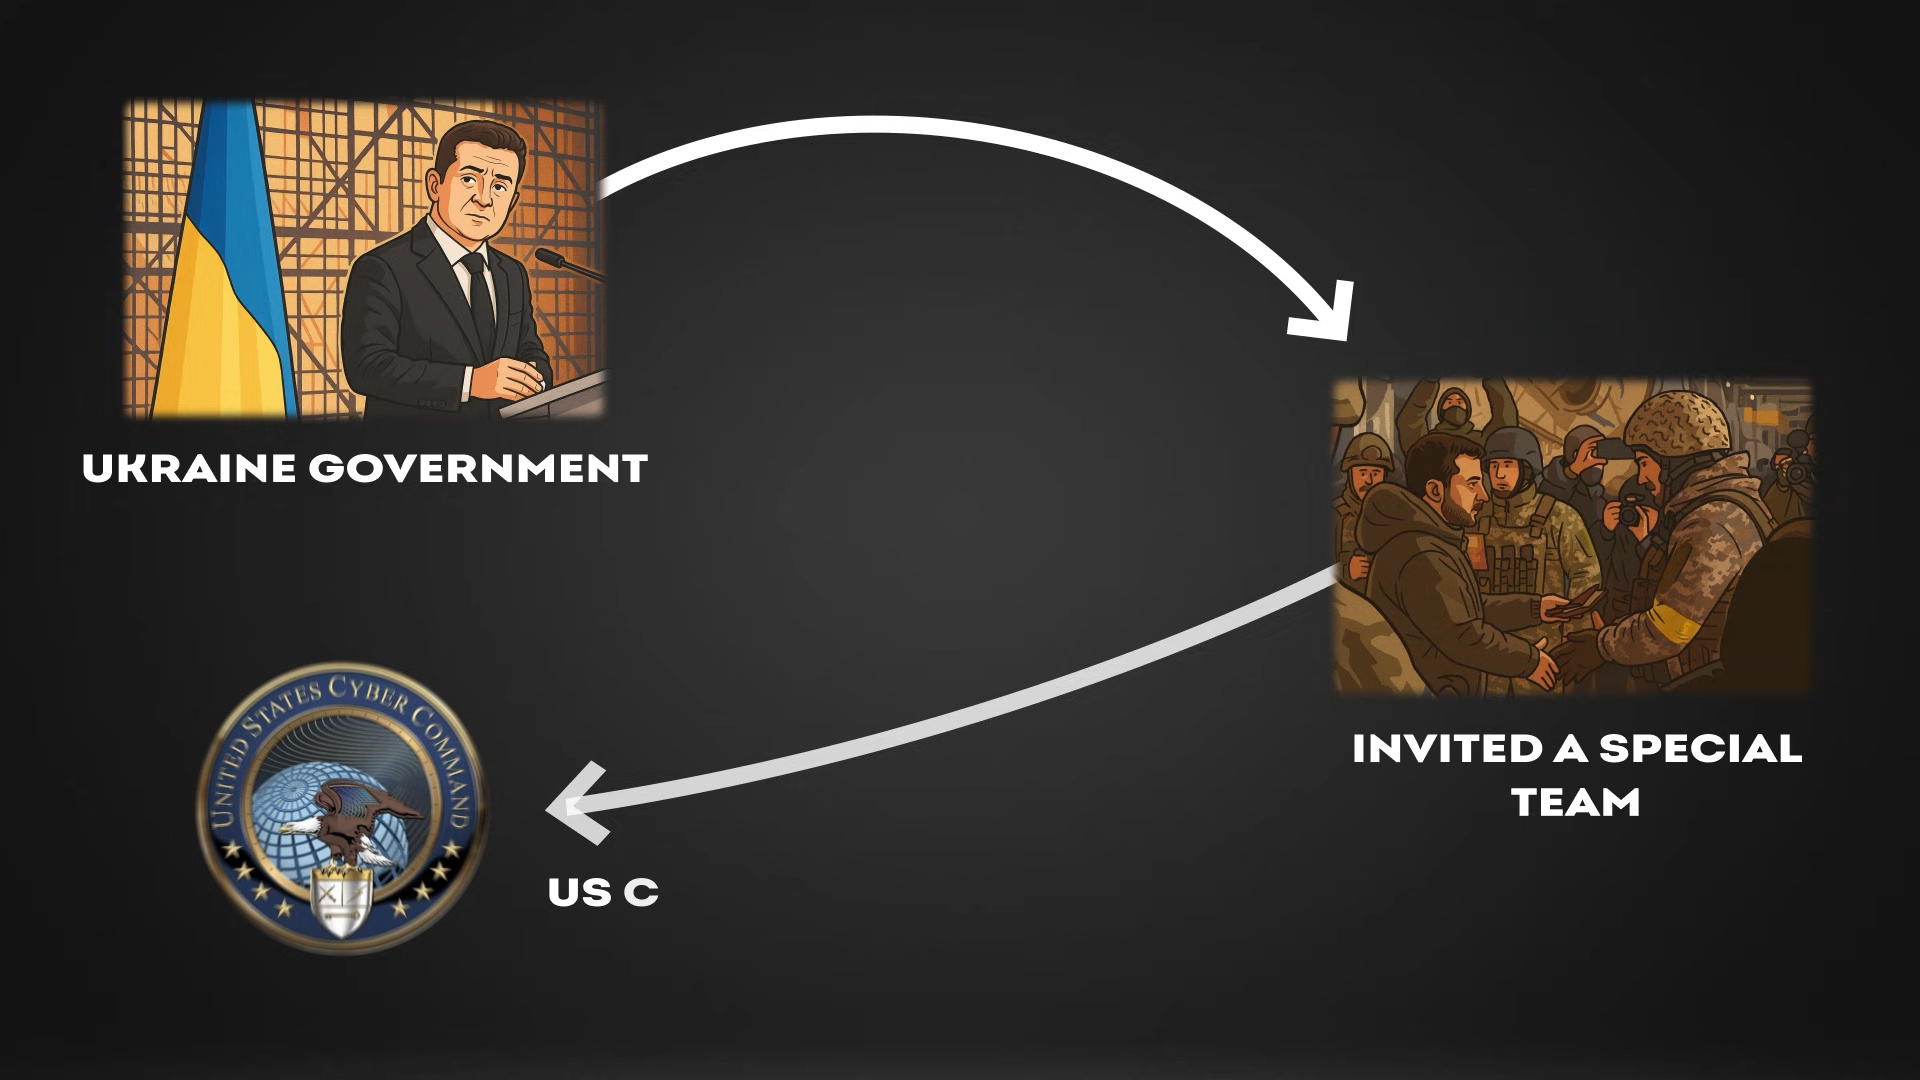 UKRAINE GOVERNMENT
INVITED A SPECIAL
TEAM
UNITED STATES CYBER COMMAND
US C